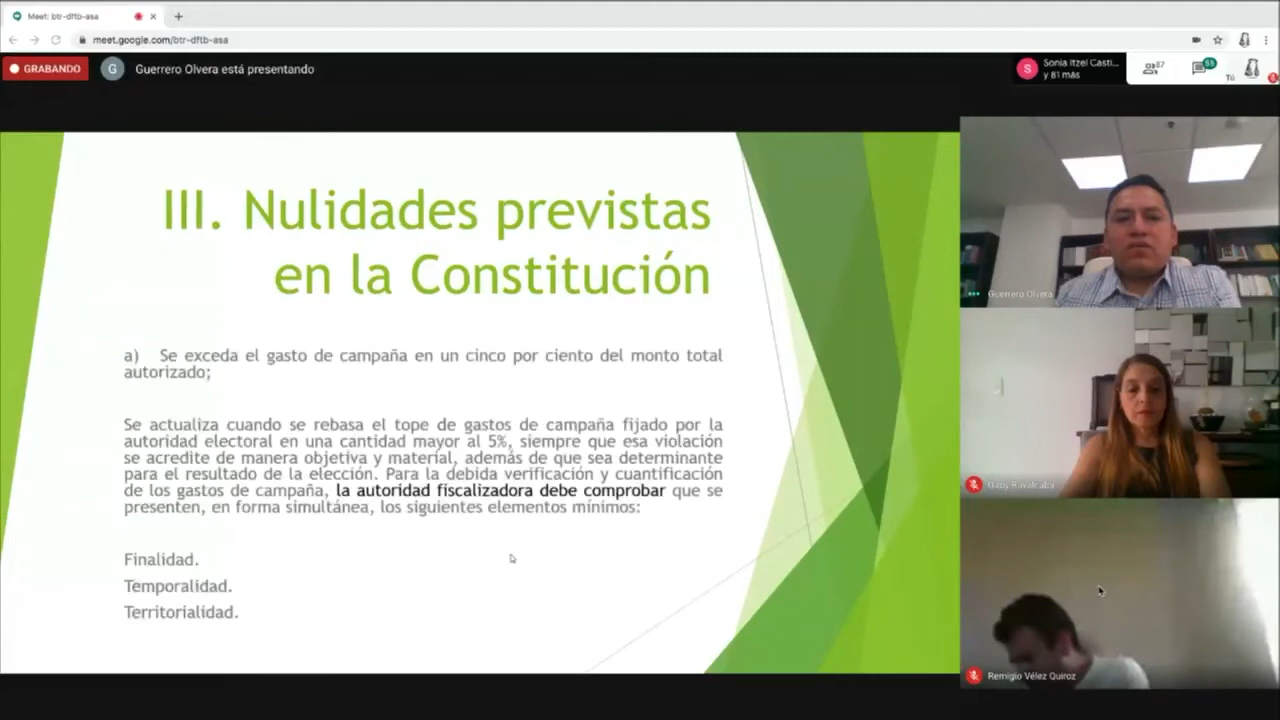 Meet: btr-dftb-asa
meet.google.com/btr-dftb-asa
GRABANDO
G
Guerrero Olvera está presentando
S
Sonia Itzel Casti...
y 81 más
87
55
Tú
III. Nulidades previstas
en la Constitución
a) Se exceda el gasto de campaña en un cinco por ciento del monto total
autorizado;
Se actualiza cuando se rebasa el tope de gastos de campaña fijado por la
autoridad electoral en una cantidad mayor al 5%, siempre que esa violación
se acredite de manera objetiva y material, además de que sea determinante
para el resultado de la elección. Para la debida verificación y cuantificación
de los gastos de campaña, la autoridad fiscalizadora debe comprobar que se
presenten, en forma simultánea, los siguientes elementos mínimos:
Finalidad.
Temporalidad.
Territorialidad.
Guerrero Olvera
Gaby Ruvalcaba
Remigio Vélez Quiroz